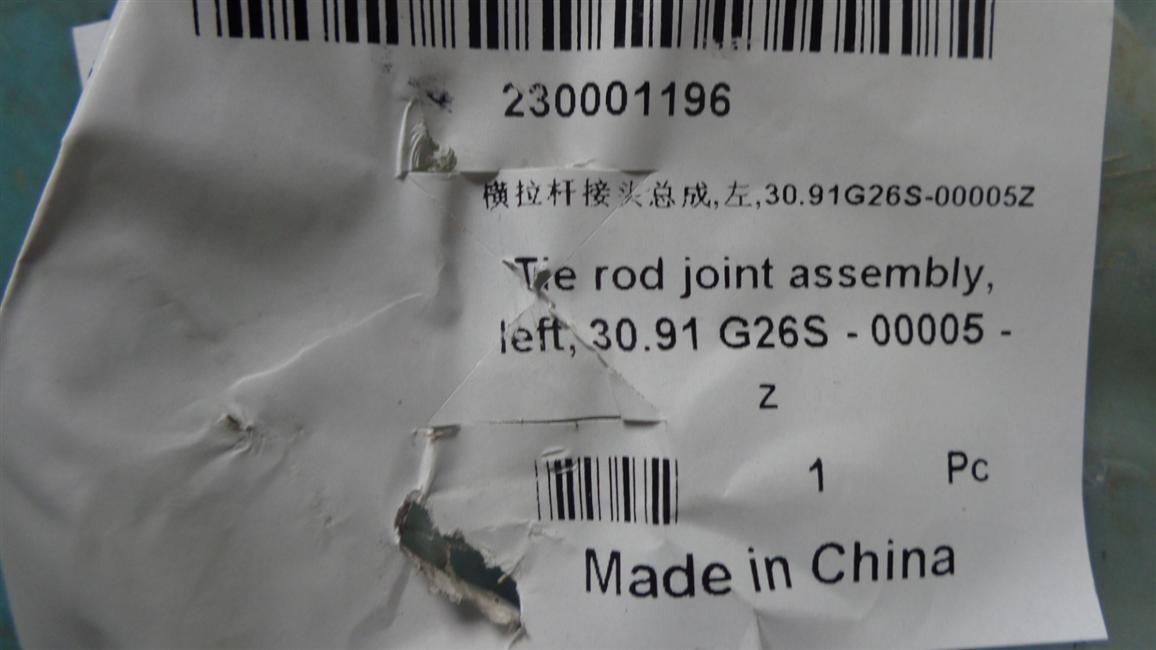 230001196
横拉杆接头总成,左,30.91G26S-00005Z
Tie rod joint assembly,
left, 30.91 G26S - 00005 -
z
1 Pc
Made in China